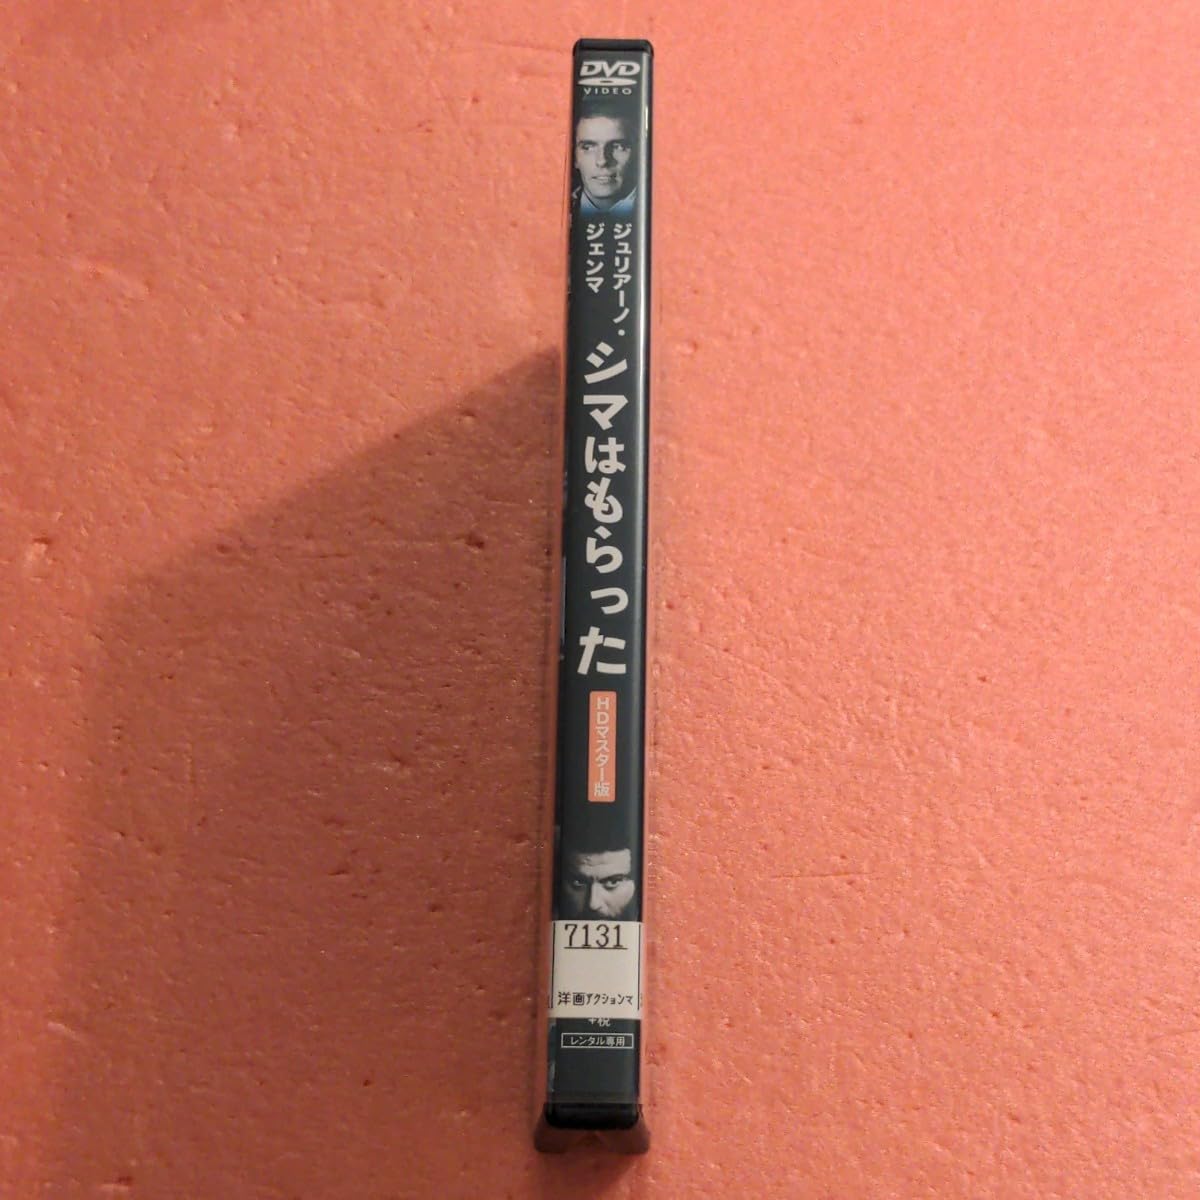 DVD
VIDEO
ジュリアーノ・
ジェンマ
シマはもらった
HDマスター版
7131
洋画アクションマ
+税
レンタル専用